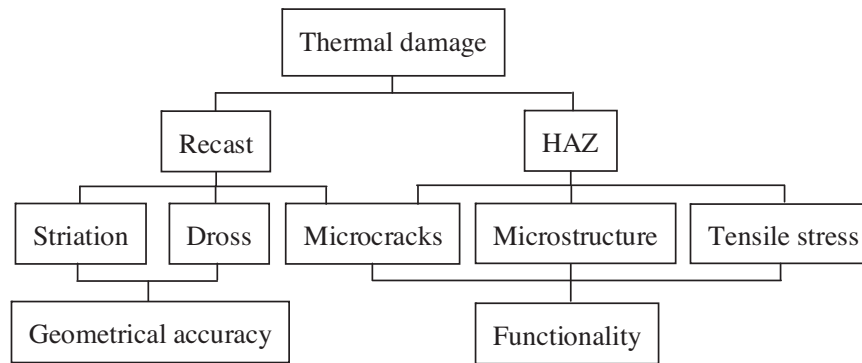 Thermal damage
Recast
HAZ
Striation
Dross
Microcracks
Microstructure
Tensile stress
Geometrical accuracy
Functionality